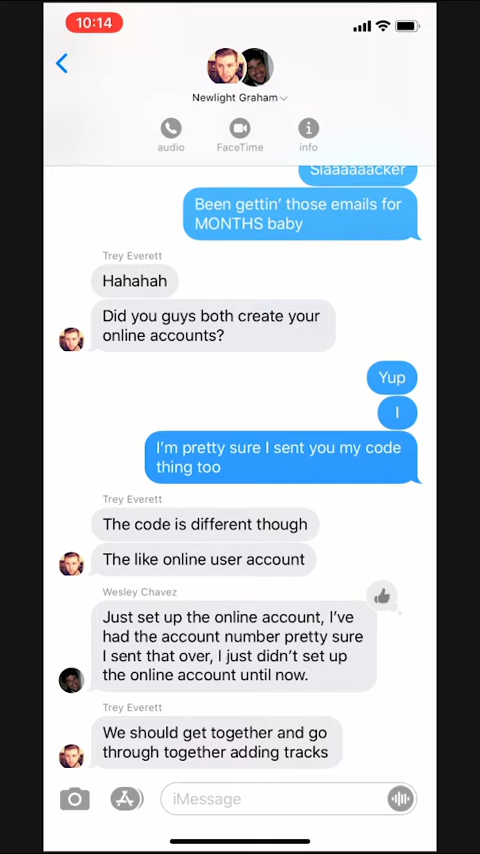 10:14
Newlight Graham
audio
FaceTime
info
Slaaaaaacker
Been gettin’ those emails for
MONTHS baby
Trey Everett
Hahahah
Did you guys both create your
online accounts?
Yup
I
I’m pretty sure I sent you my code
thing too
Trey Everett
The code is different though
The like online user account
Wesley Chavez
Just set up the online account, I’ve
had the account number pretty sure
I sent that over, I just didn’t set up
the online account until now.
Trey Everett
We should get together and go
through together adding tracks
iMessage